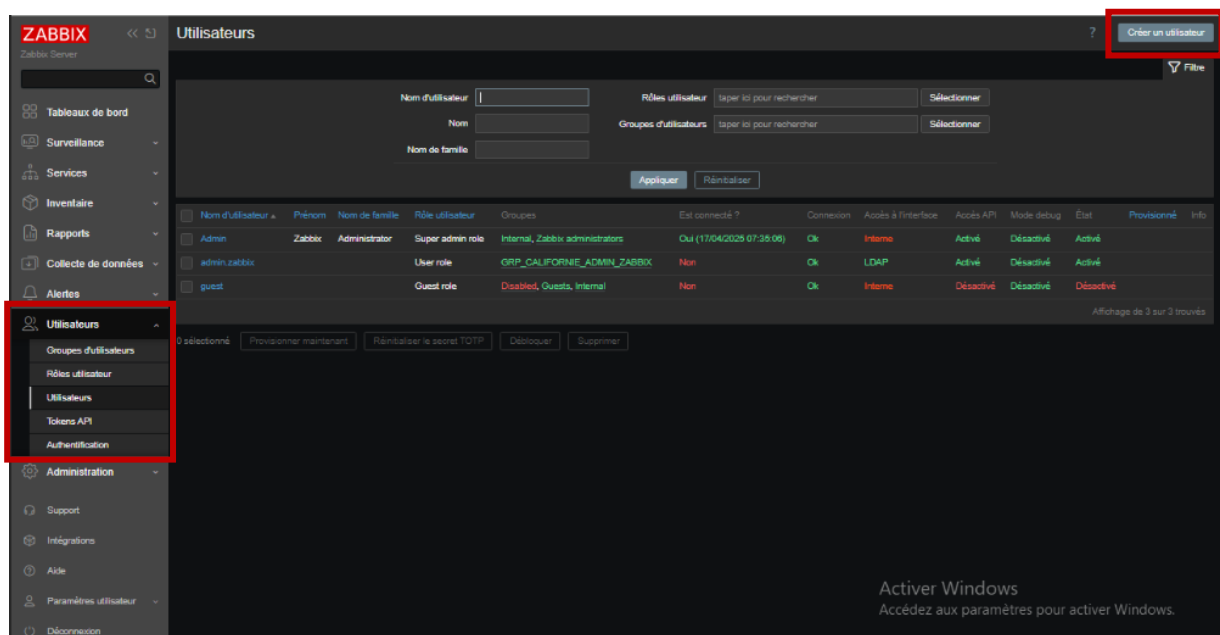 ZABBIX
Zabbix Server
Tableaux de bord
Surveillance
Services
Inventaire
Rapports
Collecte de données
Alertes
Utilisateurs
Groupes d'utilisateurs
Rôles utilisateur
Utilisateurs
Tokens API
Authentification
Administration
Support
Intégrations
Aide
Paramètres utilisateur
Déconnexion
Utilisateurs
? Créer un utilisateur
Filtre
Nom d'utilisateur Rôles utilisateur taper ici pour rechercher Sélectionner
Nom Groupes d'utilisateurs taper ici pour rechercher Sélectionner
Nom de famille
Appliquer Réinitialiser
Nom d'utilisateur Prénom Nom de famille Rôle utilisateur Groupes Est connecté ? Connexion Accès à l'interface Accès API Mode debug État Provisionné Info
Admin Zabbix Administrator Super admin role Internal, Zabbix administrators Oui (17/04/2025 07:35:06) Ok Interne Activé Désactivé Activé
admin.zabbix User role GRP_CALIFORNIE_ADMIN_ZABBIX Non Ok LDAP Activé Désactivé Activé
guest Guest role Disabled, Guests, Internal Non Ok Interne Désactivé Désactivé Désactivé
Affichage de 3 sur 3 trouvés
0 sélectionné Provisionner maintenant Réinitialiser le secret TOTP Débloquer Supprimer
Activer Windows
Accédez aux paramètres pour activer Windows.